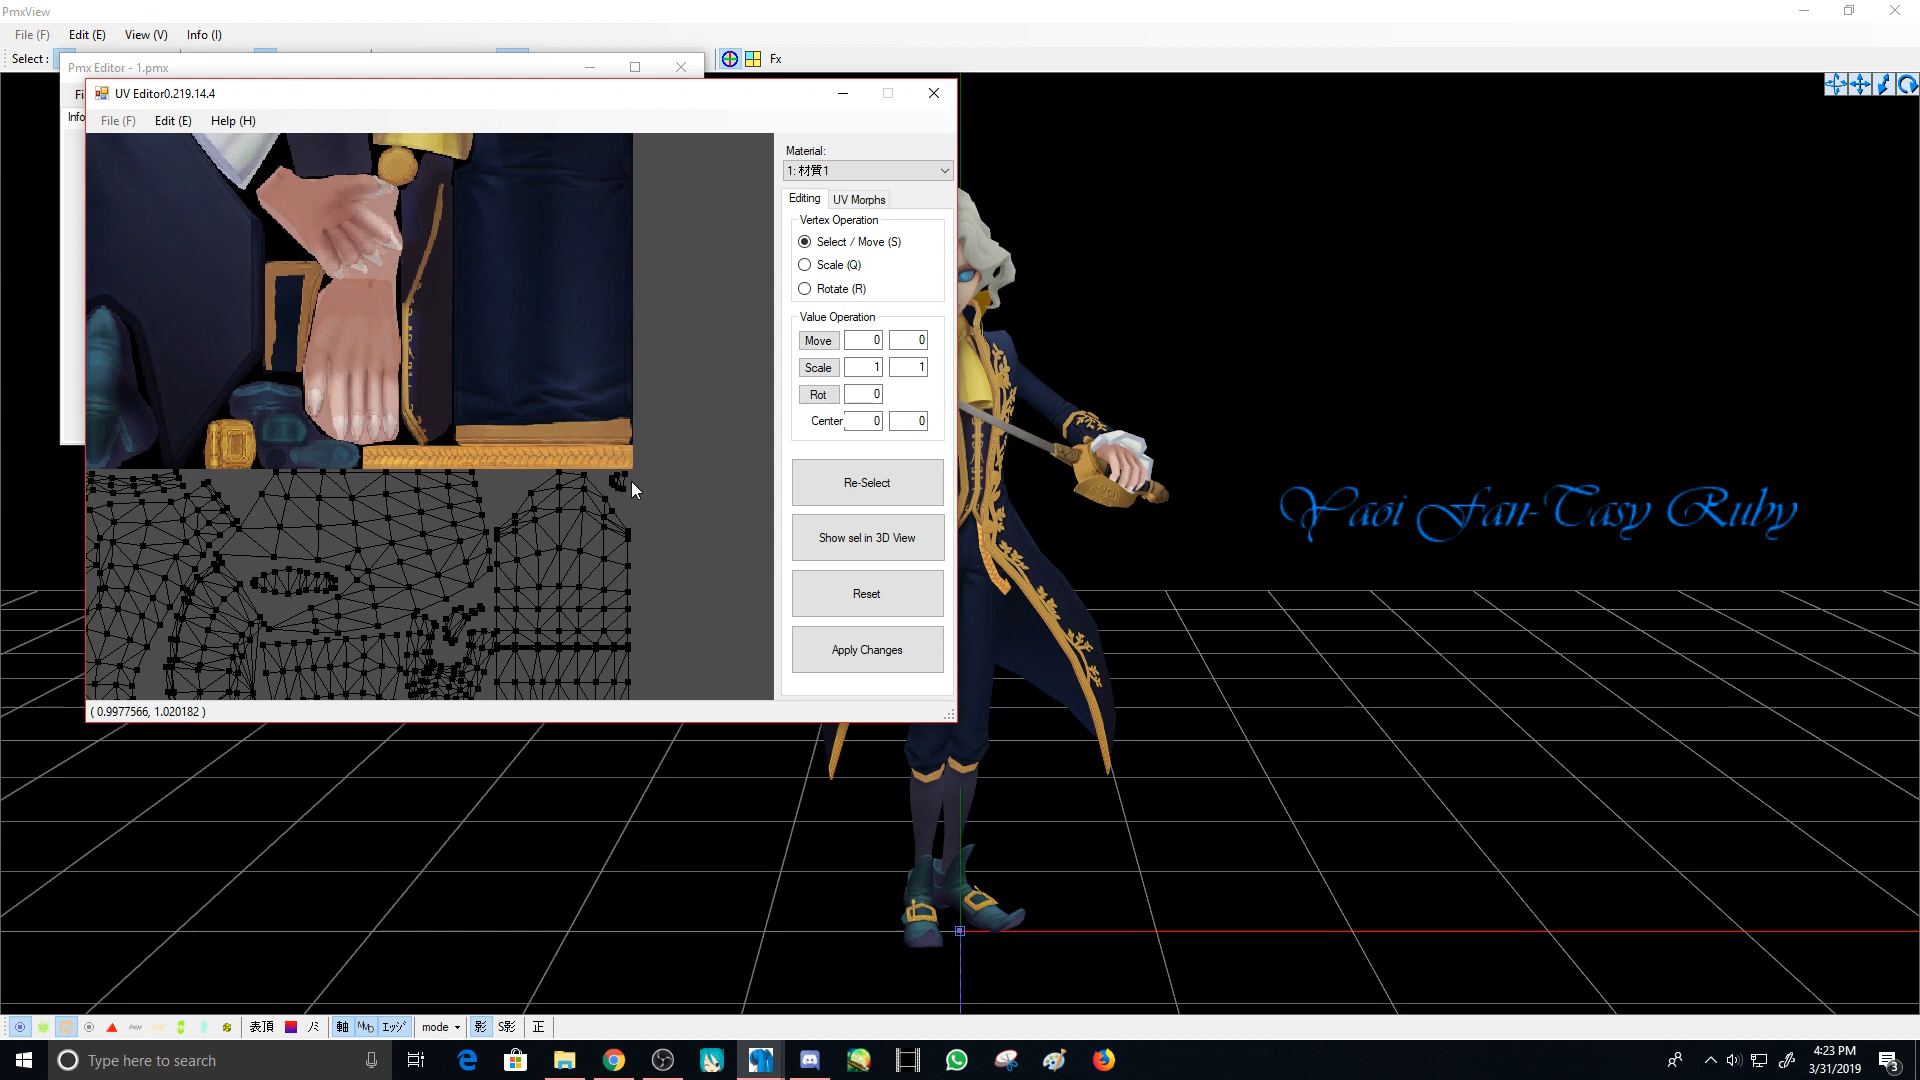 PmxView
File (F) Edit (E) View (V) Info (I)
Select :
Fx
Pmx Editor - 1.pmx
Fi
Info
UV Editor0.219.14.4
File (F) Edit (E) Help (H)
Material:
1: 材質1
Editing UV Morphs
Vertex Operation
Select / Move (S)
Scale (Q)
Rotate (R)
Value Operation
Move 0 0
Scale 1 1
Rot 0
Center 0 0
Re-Select
Show sel in 3D View
Reset
Apply Changes
( 0.9977566, 1.020182 )
Yaoi Fan-Tasy Ruby
表頂 軸 エッジ mode 影 S影 正
Type here to search
4:23 PM
3/31/2019
3